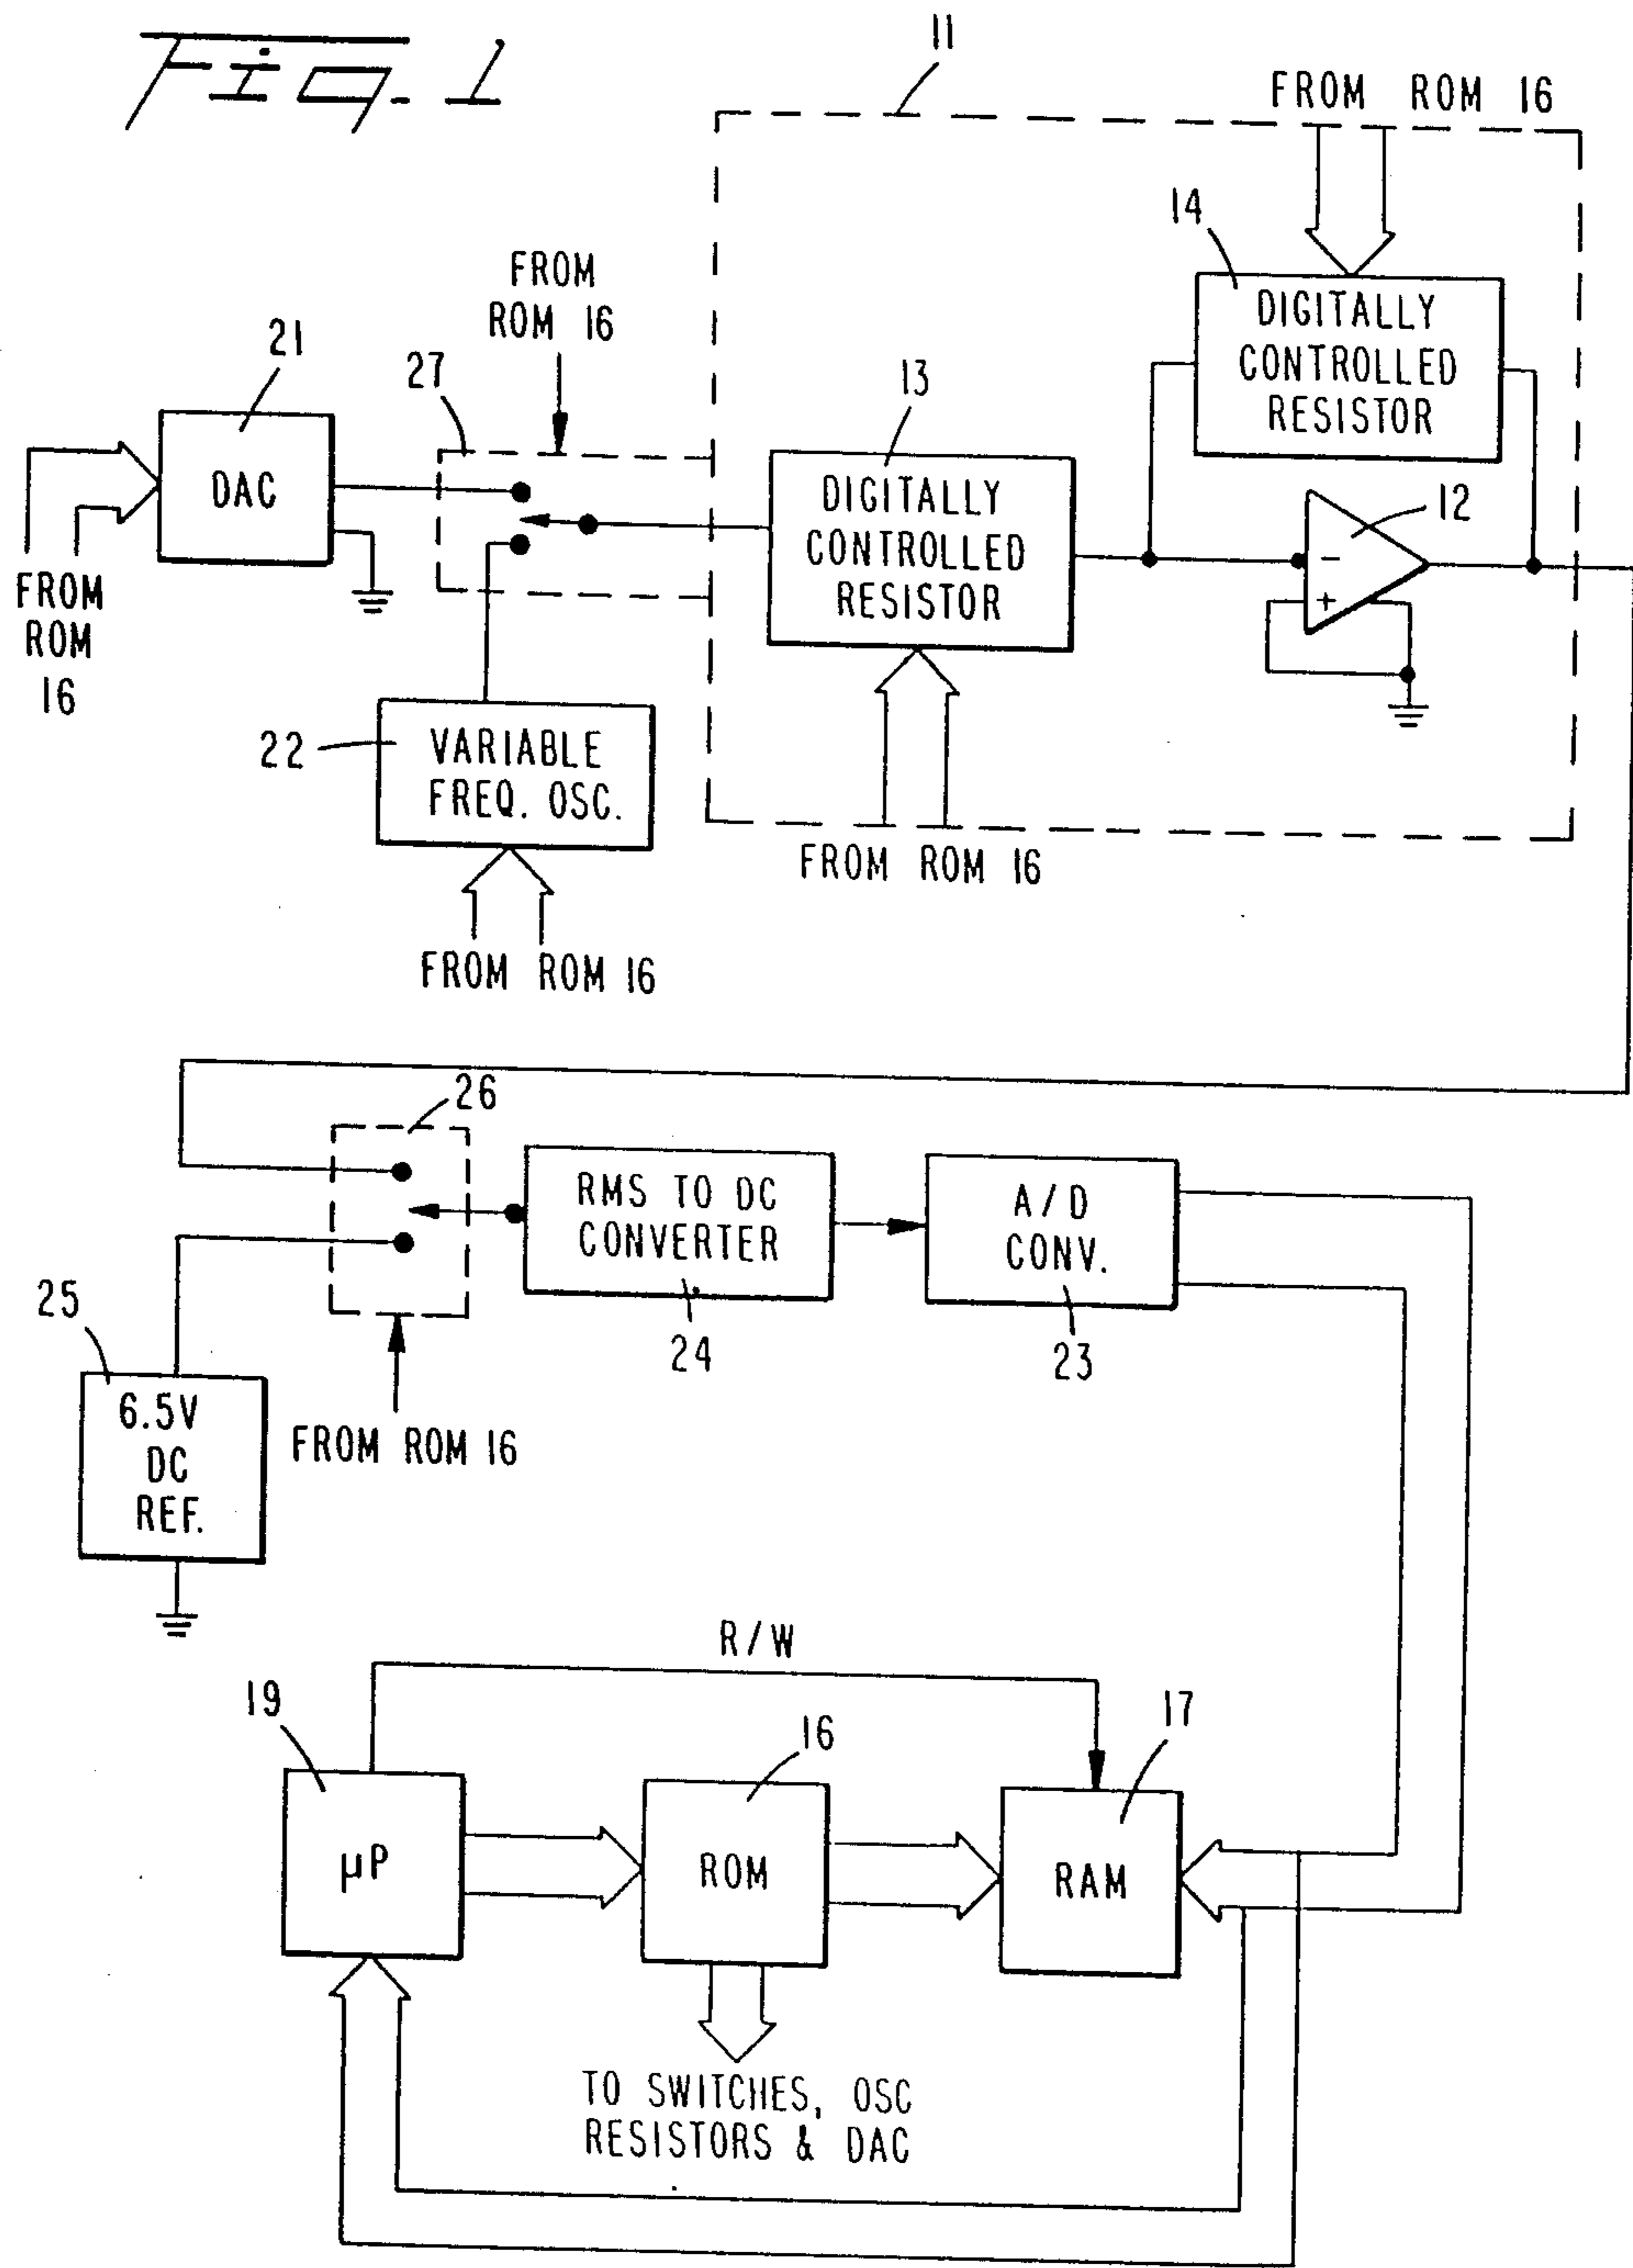 Fig. 1
11
FROM ROM 16
14
DIGITALLY
CONTROLLED
RESISTOR
FROM
ROM 16
21
27
13
DAC
DIGITALLY
CONTROLLED
RESISTOR
12
-
+
FROM
ROM
16
22
VARIABLE
FREQ. OSC.
FROM ROM 16
FROM ROM 16
26
RMS TO DC
CONVERTER
A/D
CONV.
25
24
23
6.5V
DC
REF.
FROM ROM 16
R/W
19
16
17
μP
ROM
RAM
TO SWITCHES, OSC
RESISTORS & DAC